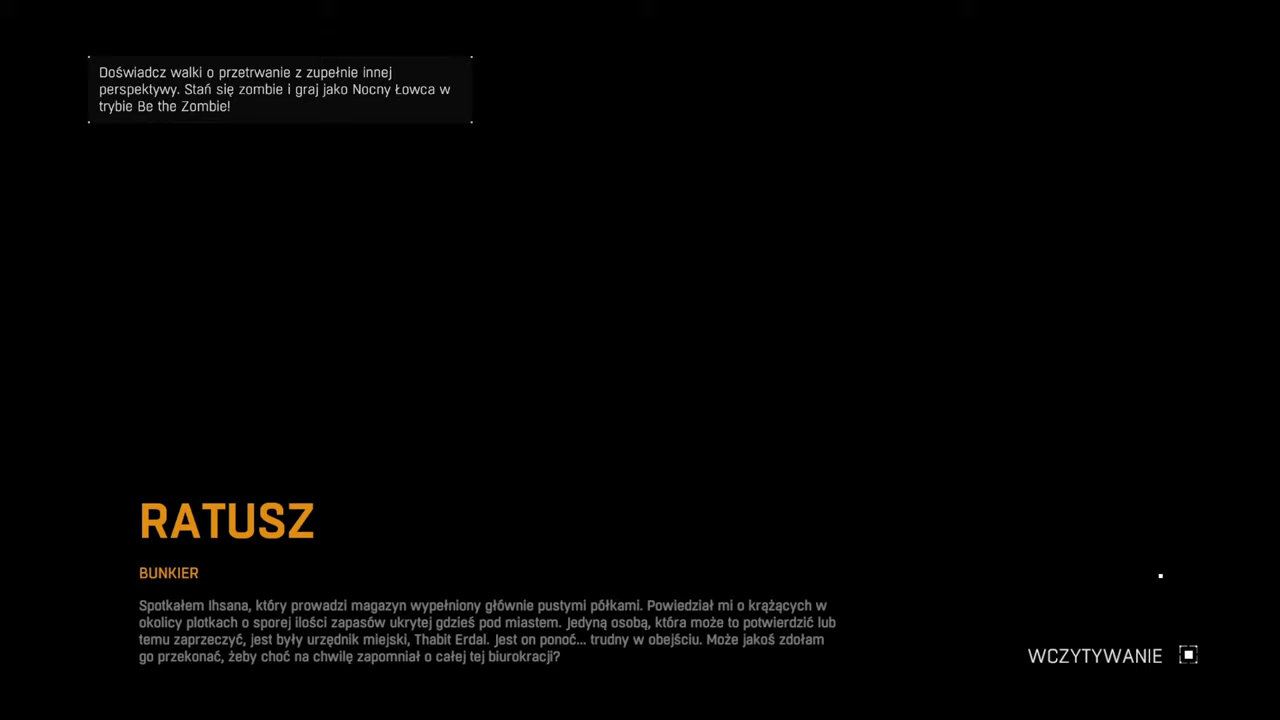 Doświadcz walki o przetrwanie z zupełnie innej
perspektywy. Stań się zombie i graj jako Nocny Łowca w
trybie Be the Zombie!
RATUSZ
BUNKIER
Spotkałem Ihsana, który prowadzi magazyn wypełniony głównie pustymi półkami. Powiedział mi o krążących w
okolicy plotkach o sporej ilości zapasów ukrytej gdzieś pod miastem. Jedyną osobą, która może to potwierdzić lub
temu zaprzeczyć, jest były urzędnik miejski, Thabit Erdal. Jest on ponoć... trudny w obejściu. Może jakoś zdołam
go przekonać, żeby choć na chwilę zapomniał o całej tej biurokracji?
WCZYTYWANIE